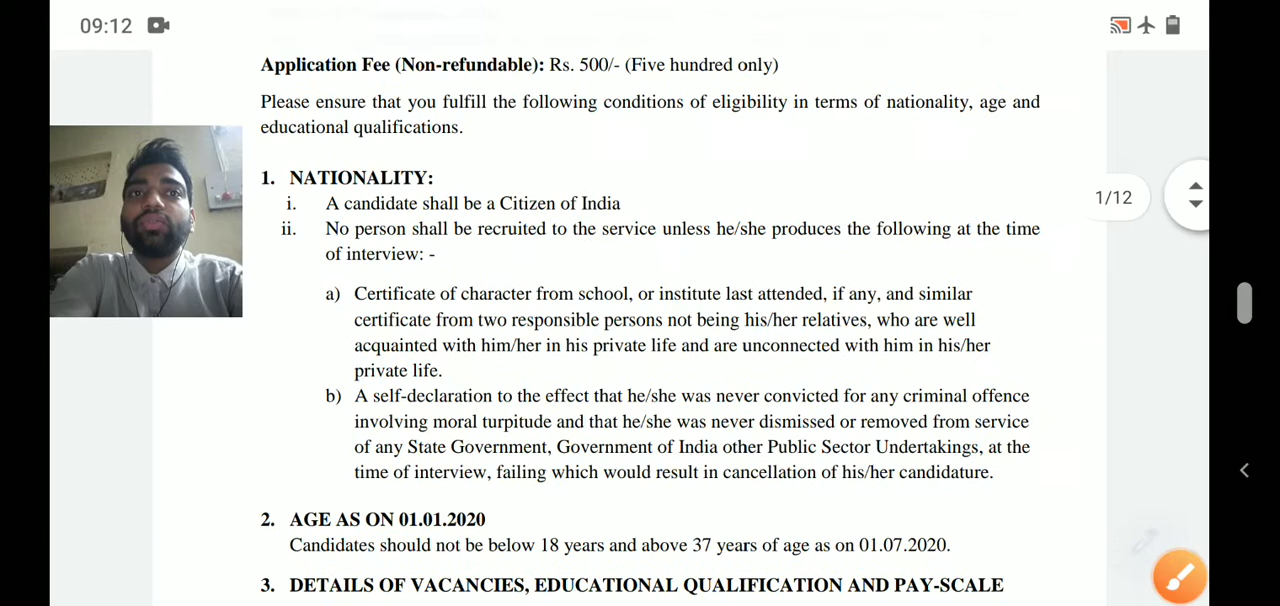 09:12
Application Fee (Non-refundable): Rs. 500/- (Five hundred only)
Please ensure that you fulfill the following conditions of eligibility in terms of nationality, age and
educational qualifications.
1. NATIONALITY:
i. A candidate shall be a Citizen of India
ii. No person shall be recruited to the service unless he/she produces the following at the time
of interview: -
1/12
a) Certificate of character from school, or institute last attended, if any, and similar
certificate from two responsible persons not being his/her relatives, who are well
acquainted with him/her in his private life and are unconnected with him in his/her
private life.
b) A self-declaration to the effect that he/she was never convicted for any criminal offence
involving moral turpitude and that he/she was never dismissed or removed from service
of any State Government, Government of India other Public Sector Undertakings, at the
time of interview, failing which would result in cancellation of his/her candidature.
2. AGE AS ON 01.01.2020
Candidates should not be below 18 years and above 37 years of age as on 01.07.2020.
3. DETAILS OF VACANCIES, EDUCATIONAL QUALIFICATION AND PAY-SCALE